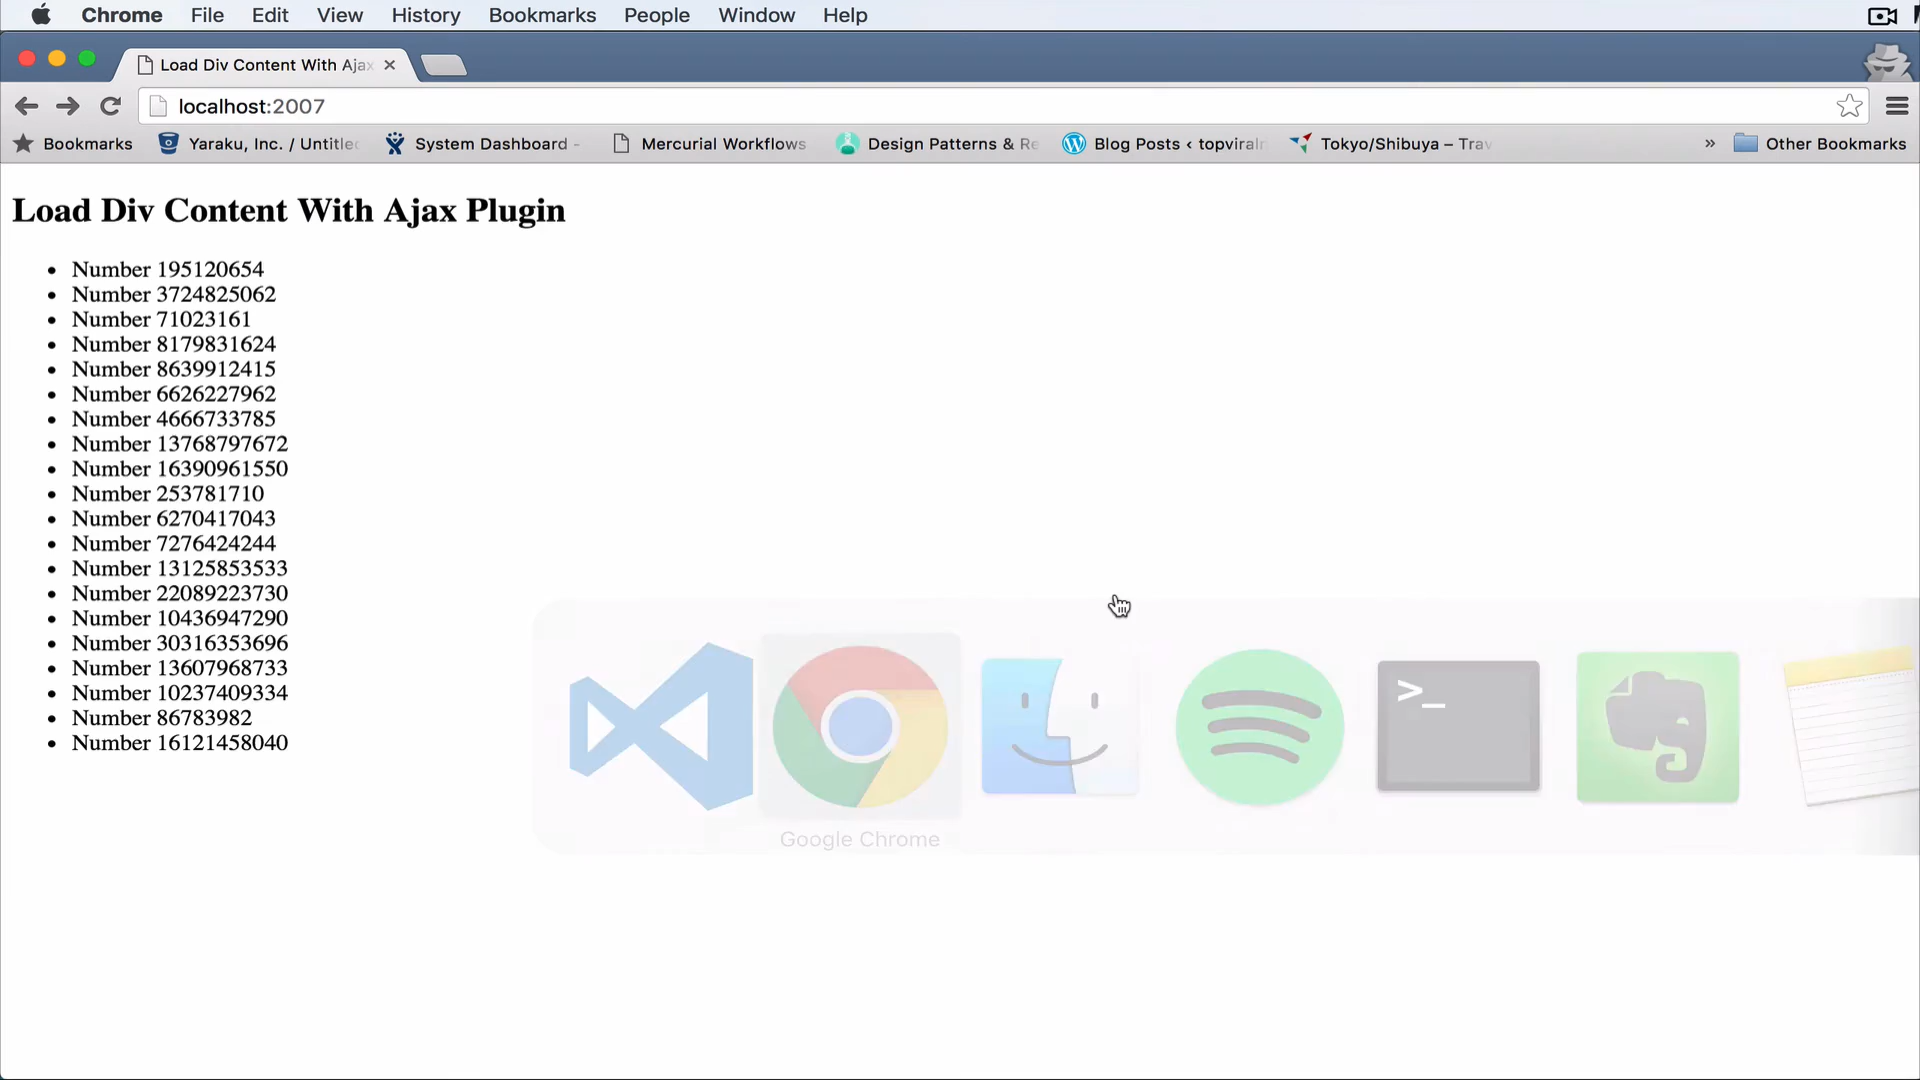 Chrome File Edit View History Bookmarks People Window Help
Load Div Content With Ajax
localhost:2007
Bookmarks Yaraku, Inc. / Untitled System Dashboard - Mercurial Workflows Design Patterns & Re Blog Posts ‹ topviraln Tokyo/Shibuya – Trav » Other Bookmarks
Load Div Content With Ajax Plugin
• Number 195120654
• Number 3724825062
• Number 71023161
• Number 8179831624
• Number 8639912415
• Number 6626227962
• Number 4666733785
• Number 13768797672
• Number 16390961550
• Number 253781710
• Number 6270417043
• Number 7276424244
• Number 13125853533
• Number 22089223730
• Number 10436947290
• Number 30316353696
• Number 13607968733
• Number 10237409334
• Number 86783982
• Number 16121458040
>_
Google Chrome